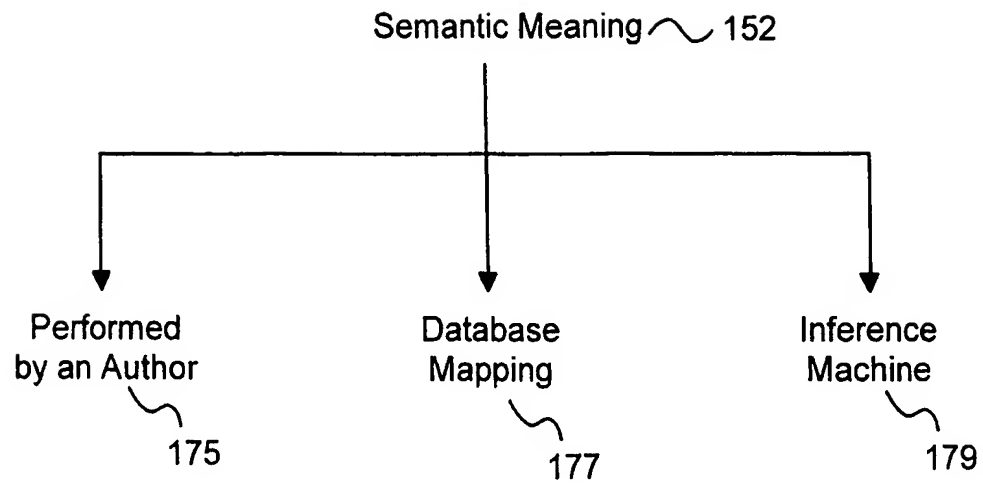 Semantic Meaning 152
Performed
by an Author
175
Database
Mapping
177
Inference
Machine
179